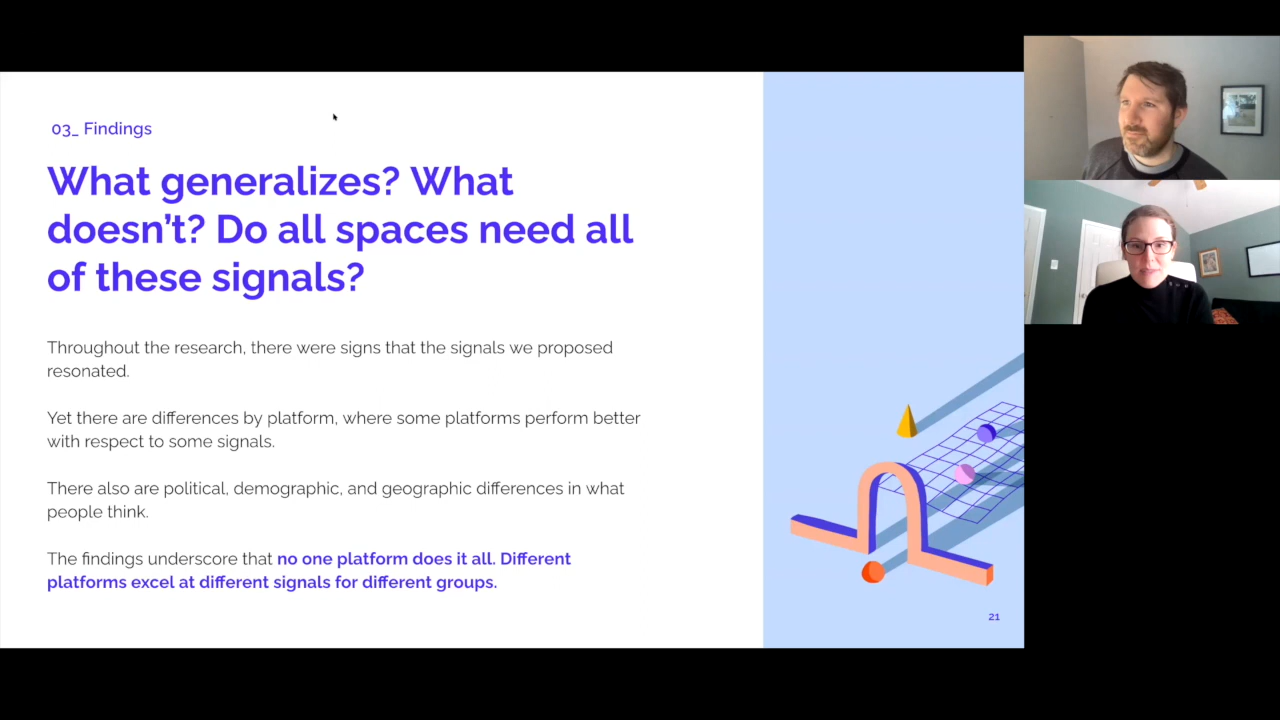 03_ Findings
What generalizes? What
doesn't? Do all spaces need all
of these signals?
Throughout the research, there were signs that the signals we proposed
resonated.
Yet there are differences by platform, where some platforms perform better
with respect to some signals.
There also are political, demographic, and geographic differences in what
people think.
The findings underscore that no one platform does it all. Different
platforms excel at different signals for different groups.
21